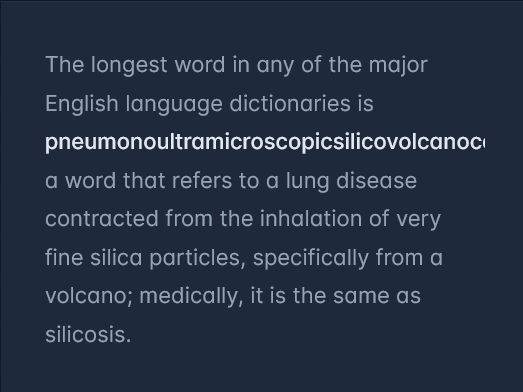 The longest word in any of the major
English language dictionaries is
pneumonoultramicroscopicsilicovolcanoc
a word that refers to a lung disease
contracted from the inhalation of very
fine silica particles, specifically from a
volcano; medically, it is the same as
silicosis.